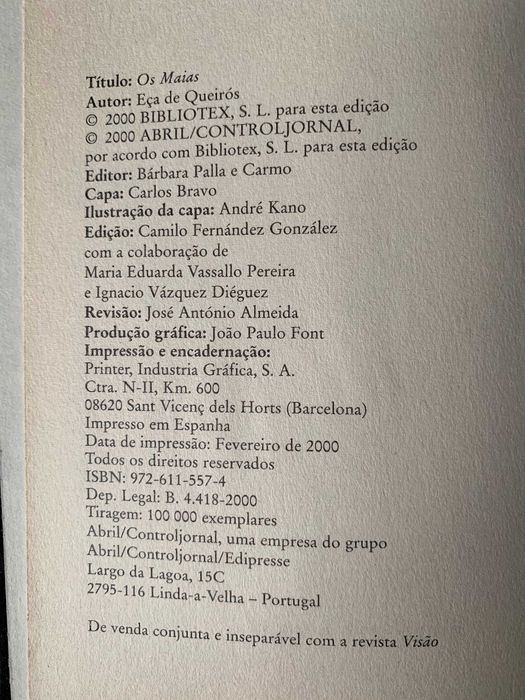 Título: Os Maias
Autor: Eça de Queirós
© 2000 BIBLIOTEX, S. L. para esta edição
© 2000 ABRIL/CONTROLJORNAL,
por acordo com Bibliotex, S. L. para esta edição
Editor: Bárbara Palla e Carmo
Capa: Carlos Bravo
Ilustração da capa: André Kano
Edição: Camilo Fernández González
com a colaboração de
Maria Eduarda Vassallo Pereira
e Ignacio Vázquez Diéguez
Revisão: José António Almeida
Produção gráfica: João Paulo Font
Impressão e encadernação:
Printer, Industria Gráfica, S. A.
Ctra. N-II, Km. 600
08620 Sant Vicenç dels Horts (Barcelona)
Impresso em Espanha
Data de impressão: Fevereiro de 2000
Todos os direitos reservados
ISBN: 972-611-557-4
Dep. Legal: B. 4.418-2000
Tiragem: 100 000 exemplares
Abril/Controljornal, uma empresa do grupo
Abril/Controljornal/Edipresse
Largo da Lagoa, 15C
2795-116 Linda-a-Velha – Portugal
De venda conjunta e inseparável com a revista Visão